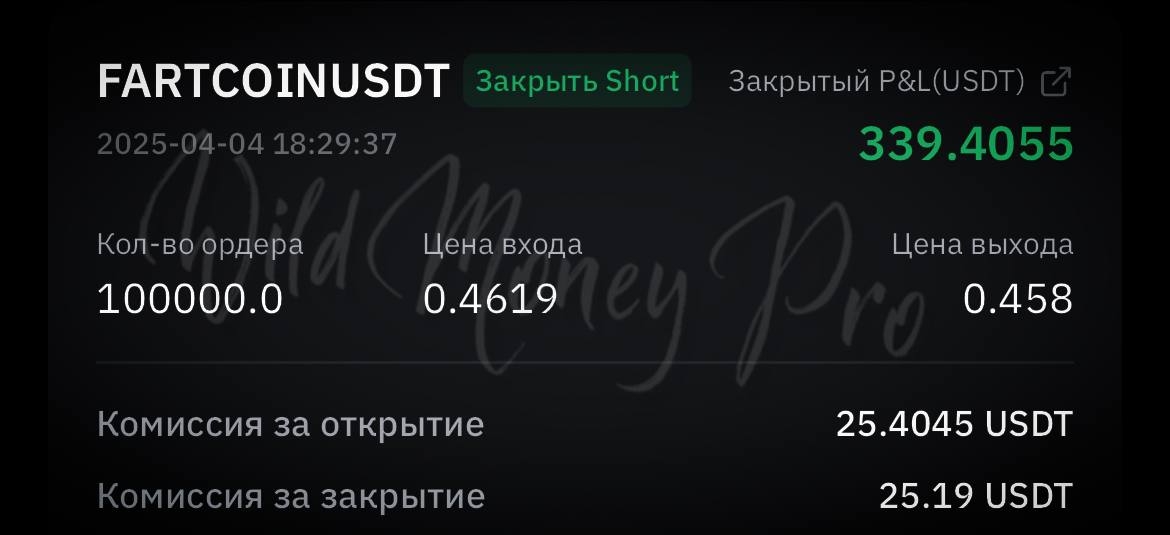 FARTCOINUSDT Закрыть Short Закрытый P&L(USDT)
2025-04-04 18:29:37 339.4055
Wild Money Pro
Кол-во ордера Цена входа Цена выхода
100000.0 0.4619 0.458
Комиссия за открытие 25.4045 USDT
Комиссия за закрытие 25.19 USDT